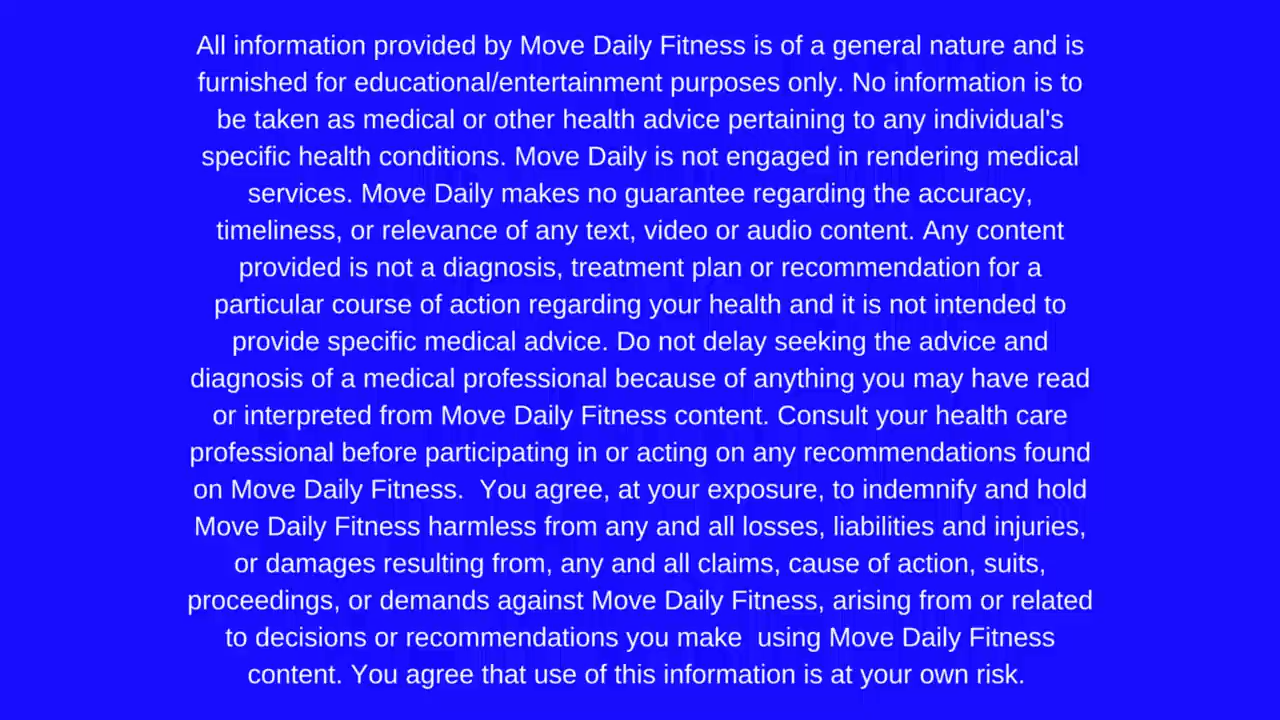 All information provided by Move Daily Fitness is of a general nature and is
furnished for educational/entertainment purposes only. No information is to
be taken as medical or other health advice pertaining to any individual's
specific health conditions. Move Daily is not engaged in rendering medical
services. Move Daily makes no guarantee regarding the accuracy,
timeliness, or relevance of any text, video or audio content. Any content
provided is not a diagnosis, treatment plan or recommendation for a
particular course of action regarding your health and it is not intended to
provide specific medical advice. Do not delay seeking the advice and
diagnosis of a medical professional because of anything you may have read
or interpreted from Move Daily Fitness content. Consult your health care
professional before participating in or acting on any recommendations found
on Move Daily Fitness.  You agree, at your exposure, to indemnify and hold
Move Daily Fitness harmless from any and all losses, liabilities and injuries,
or damages resulting from, any and all claims, cause of action, suits,
proceedings, or demands against Move Daily Fitness, arising from or related
to decisions or recommendations you make  using Move Daily Fitness
content. You agree that use of this information is at your own risk.